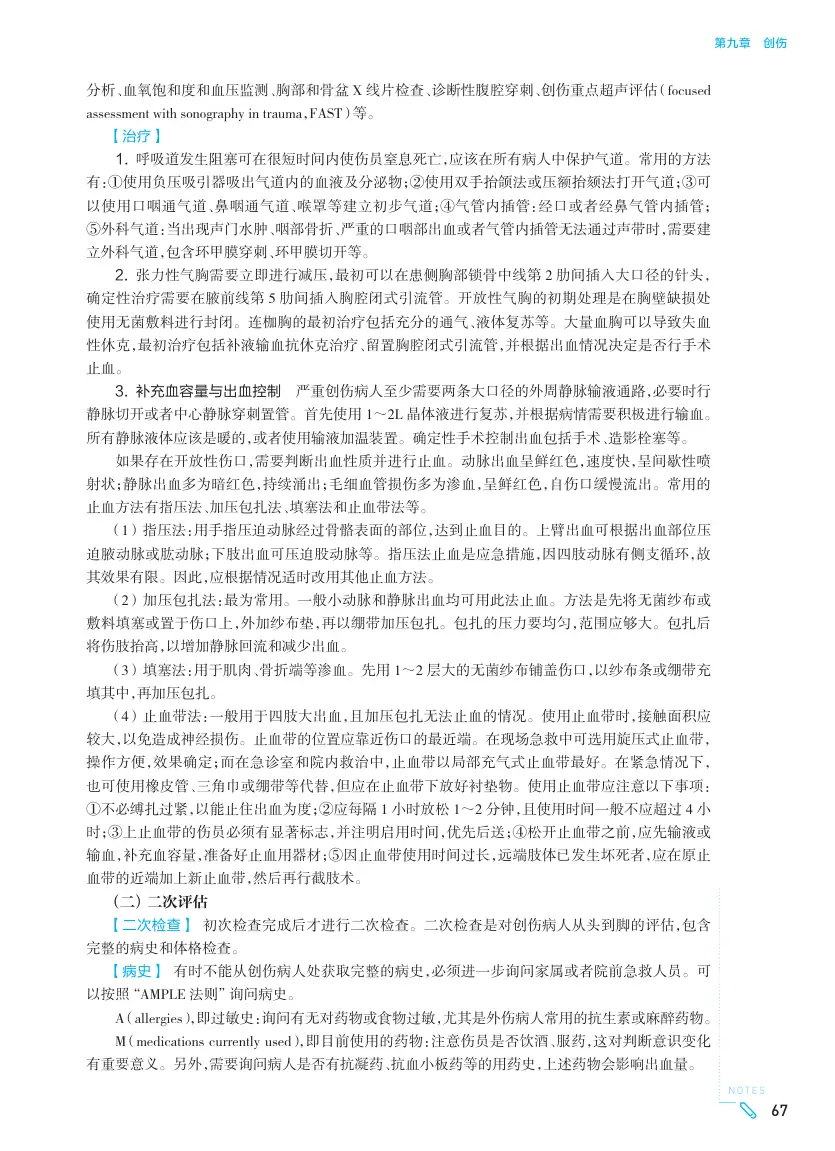 第九章 创伤
分析、血氧饱和度和血压监测、胸部和骨盆 X 线片检查、诊断性腹腔穿刺、创伤重点超声评估（focused
assessment with sonography in trauma，FAST）等。
【治疗】
1. 呼吸道发生阻塞可在很短时间内使伤员窒息死亡，应该在所有病人中保护气道。常用的方法
有：①使用负压吸引器吸出气道内的血液及分泌物；②使用双手抬颌法或压额抬颏法打开气道；③可
以使用口咽通气道、鼻咽通气道、喉罩等建立初步气道；④气管内插管：经口或者经鼻气管内插管；
⑤外科气道：当出现声门水肿、咽部骨折、严重的口咽部出血或者气管内插管无法通过声带时，需要建
立外科气道，包含环甲膜穿刺、环甲膜切开等。
2. 张力性气胸需要立即进行减压，最初可以在患侧胸部锁骨中线第 2 肋间插入大口径的针头，
确定性治疗需要在腋前线第 5 肋间插入胸腔闭式引流管。开放性气胸的初期处理是在胸壁缺损处
使用无菌敷料进行封闭。连枷胸的最初治疗包括充分的通气、液体复苏等。大量血胸可以导致失血
性休克，最初治疗包括补液输血抗休克治疗、留置胸腔闭式引流管，并根据出血情况决定是否行手术
止血。
3. 补充血容量与出血控制 严重创伤病人至少需要两条大口径的外周静脉输液通路，必要时行
静脉切开或者中心静脉穿刺置管。首先使用 1～2L 晶体液进行复苏，并根据病情需要积极进行输血。
所有静脉液体应该是暖的，或者使用输液加温装置。确定性手术控制出血包括手术、造影栓塞等。
如果存在开放性伤口，需要判断出血性质并进行止血。动脉出血呈鲜红色，速度快，呈间歇性喷
射状；静脉出血多为暗红色，持续涌出；毛细血管损伤多为渗血，呈鲜红色，自伤口缓慢流出。常用的
止血方法有指压法、加压包扎法、填塞法和止血带法等。
（1）指压法：用手指压迫动脉经过骨骼表面的部位，达到止血目的。上臂出血可根据出血部位压
迫腋动脉或肱动脉；下肢出血可压迫股动脉等。指压法止血是应急措施，因四肢动脉有侧支循环，故
其效果有限。因此，应根据情况适时改用其他止血方法。
（2）加压包扎法：最为常用。一般小动脉和静脉出血均可用此法止血。方法是先将无菌纱布或
敷料填塞或置于伤口上，外加纱布垫，再以绷带加压包扎。包扎的压力要均匀，范围应够大。包扎后
将伤肢抬高，以增加静脉回流和减少出血。
（3）填塞法：用于肌肉、骨折端等渗血。先用 1～2 层大的无菌纱布铺盖伤口，以纱布条或绷带充
填其中，再加压包扎。
（4）止血带法：一般用于四肢大出血，且加压包扎无法止血的情况。使用止血带时，接触面积应
较大，以免造成神经损伤。止血带的位置应靠近伤口的最近端。在现场急救中可选用旋压式止血带，
操作方便，效果确定；而在急诊室和院内救治中，止血带以局部充气式止血带最好。在紧急情况下，
也可使用橡皮管、三角巾或绷带等代替，但应在止血带下放好衬垫物。使用止血带应注意以下事项：
①不必缚扎过紧，以能止住出血为度；②应每隔 1 小时放松 1～2 分钟，且使用时间一般不应超过 4 小
时；③上止血带的伤员必须有显著标志，并注明启用时间，优先后送；④松开止血带之前，应先输液或
输血，补充血容量，准备好止血用器材；⑤因止血带使用时间过长，远端肢体已发生坏死者，应在原止
血带的近端加上新止血带，然后再行截肢术。
（二）二次评估
【二次检查】 初次检查完成后才进行二次检查。二次检查是对创伤病人从头到脚的评估，包含
完整的病史和体格检查。
【病史】 有时不能从创伤病人处获取完整的病史，必须进一步询问家属或者院前急救人员。可
以按照“AMPLE 法则”询问病史。
A（allergies），即过敏史：询问有无对药物或食物过敏，尤其是外伤病人常用的抗生素或麻醉药物。
M（medications currently used），即目前使用的药物：注意伤员是否饮酒、服药，这对判断意识变化
有重要意义。另外，需要询问病人是否有抗凝药、抗血小板药等的用药史，上述药物会影响出血量。
NOTES
67